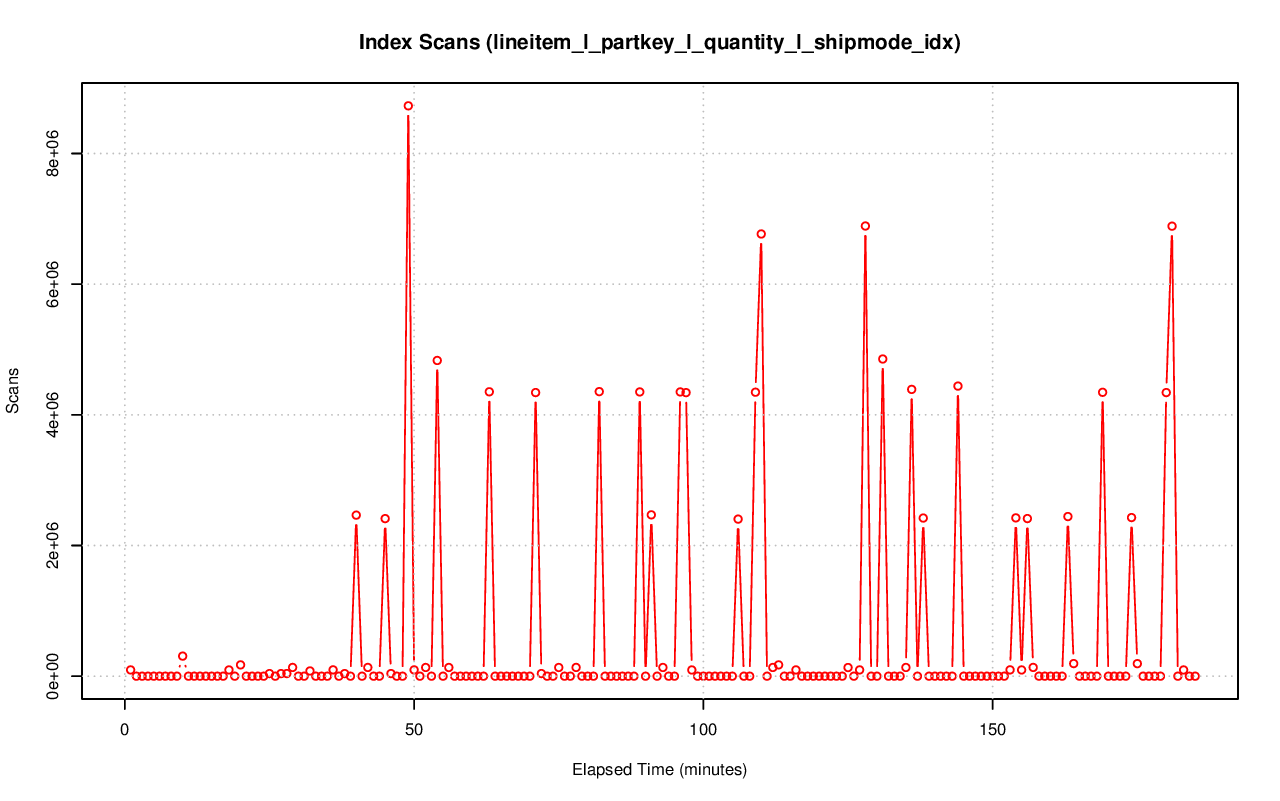 Index Scans (lineitem_l_partkey_l_quantity_l_shipmode_idx)
Scans
8e+06
6e+06
4e+06
2e+06
0e+00
0 50 100 150
Elapsed Time (minutes)